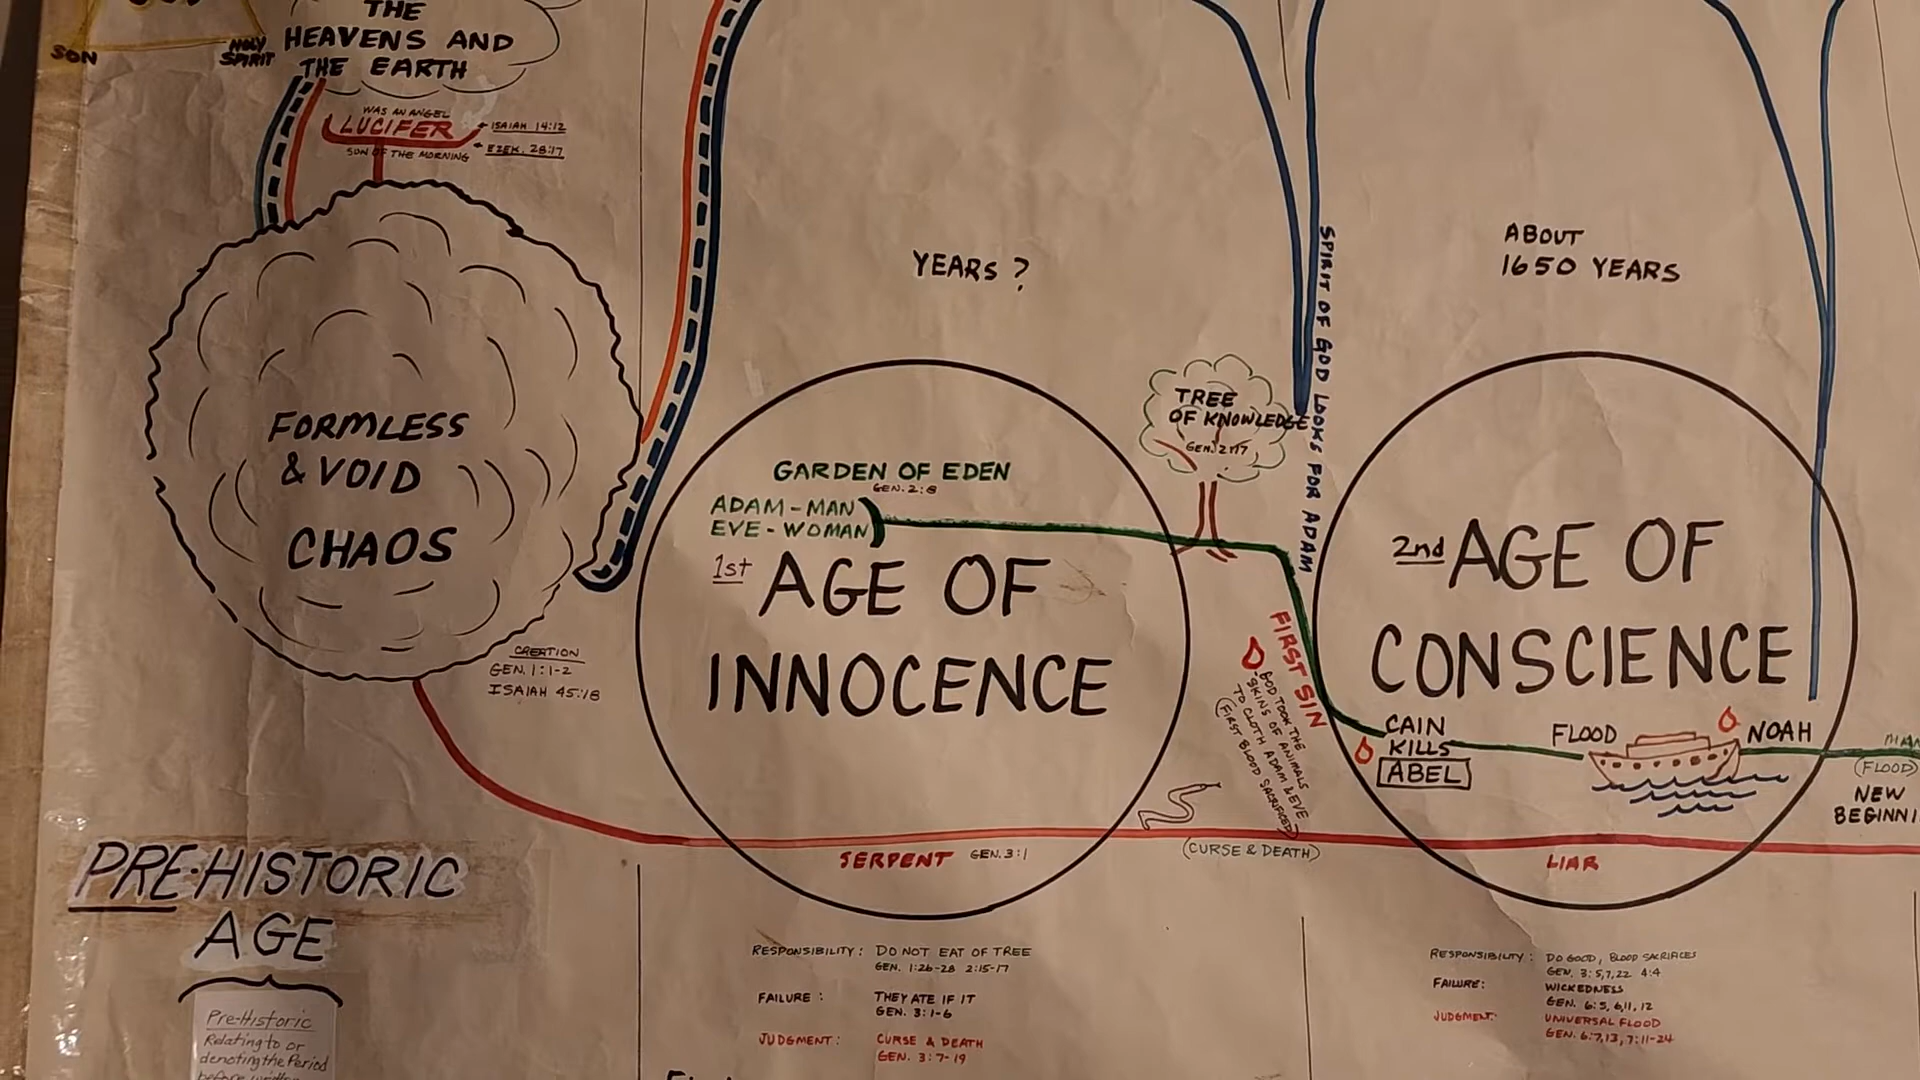 SON
HOLY
SPIRIT
THE
HEAVENS AND
THE EARTH
WAS AN ANGEL
LUCIFER
SON OF THE MORNING
ISAIAH 14:12
EZEK. 28:17
FORMLESS
& VOID
CHAOS
CREATION
GEN. 1:1-2
ISAIAH 45:18
PRE-HISTORIC
AGE
Pre-Historic
Relating to or
denoting the Period
YEARS ?
GARDEN OF EDEN
GEN. 2:8
ADAM - MAN
EVE - WOMAN
1st AGE OF
INNOCENCE
SERPENT GEN. 3:1
TREE
OF KNOWLEDGE
GEN. 2:17
SPIRIT OF GOD LOOKS FOR ADAM
FIRST SIN
GOD TOOK THE
SKINS OF ANIMALS
TO CLOTH ADAM & EVE
(FIRST BLOOD SACRIFICED)
(CURSE & DEATH)
RESPONSIBILITY: DO NOT EAT OF TREE
GEN. 1:26-28 2:15-17
FAILURE: THEY ATE IF IT
GEN. 3:1-6
JUDGMENT: CURSE & DEATH
GEN. 3:7-19
ABOUT
1650 YEARS
2nd AGE OF
CONSCIENCE
CAIN
KILLS
ABEL
FLOOD
NOAH
LIAR
(FLOOD)
NEW
RESPONSIBILITY: DO GOOD, BLOOD SACRIFICES
GEN. 3:5,7,22 4:4
FAILURE: WICKEDNESS
GEN. 6:5, 6,11, 12
JUDGMENT: UNIVERSAL FLOOD
GEN. 6:7,13, 7:11-24